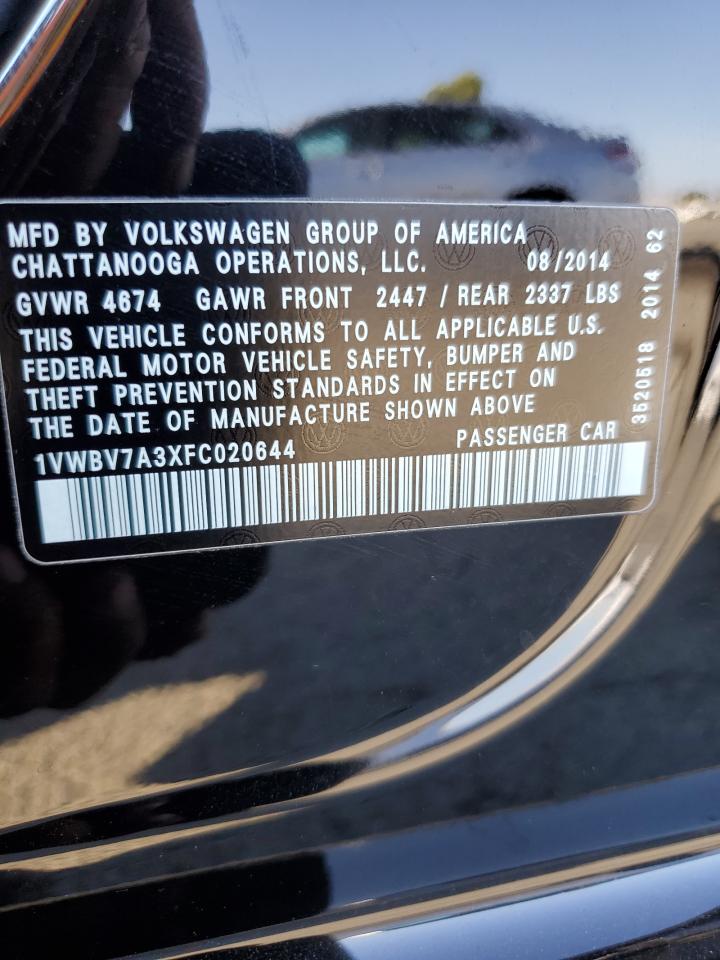 MFD BY VOLKSWAGEN GROUP OF AMERICA
CHATTANOOGA OPERATIONS, LLC. 08/2014
GVWR 4674 GAWR FRONT 2447 / REAR 2337 LBS
THIS VEHICLE CONFORMS TO ALL APPLICABLE U.S.
FEDERAL MOTOR VEHICLE SAFETY, BUMPER AND
THEFT PREVENTION STANDARDS IN EFFECT ON
THE DATE OF MANUFACTURE SHOWN ABOVE
1VWBV7A3XFC020644 PASSENGER CAR
3520518 2014 62